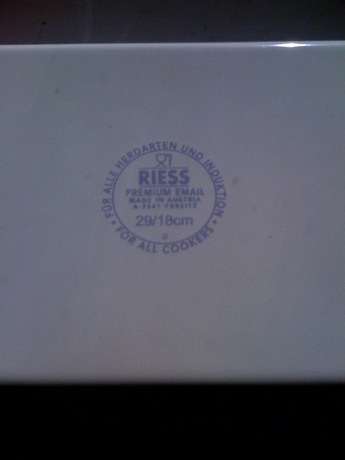 FÜR ALLE HERDARTEN UND INDUKTION
RIESS
PREMIUM EMAIL
MADE IN AUSTRIA
A-3341 YBBSITZ
29/18cm
• FOR ALL COOKERS •